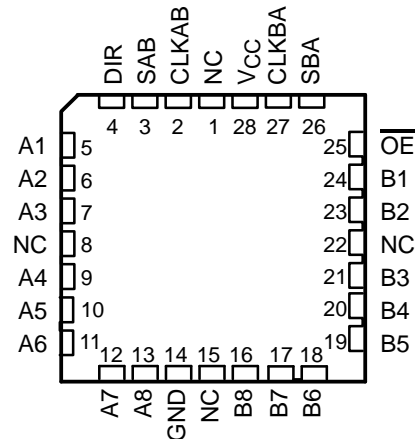 DIR SAB CLKAB NC VCC CLKBA SBA
4 3 2 1 28 27 26
A1 5 25 OE
A2 6 24 B1
A3 7 23 B2
NC 8 22 NC
A4 9 21 B3
A5 10 20 B4
A6 11 19 B5
12 13 14 15 16 17 18
A7 A8 GND NC B8 B7 B6